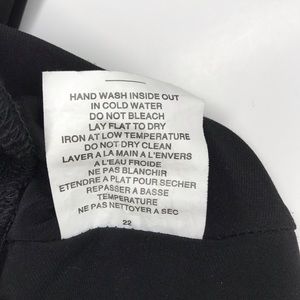 HAND WASH INSIDE OUT
IN COLD WATER
DO NOT BLEACH
LAY FLAT TO DRY
IRON AT LOW TEMPERATURE
DO NOT DRY CLEAN
LAVER A LA MAIN A L'ENVERS
A L'EAU FROIDE
NE PAS BLANCHIR
ETENDRE A PLAT POUR SECHER
REPASSER A BASSE
TEMPERATURE
NE PAS NETTOYER A SEC
22